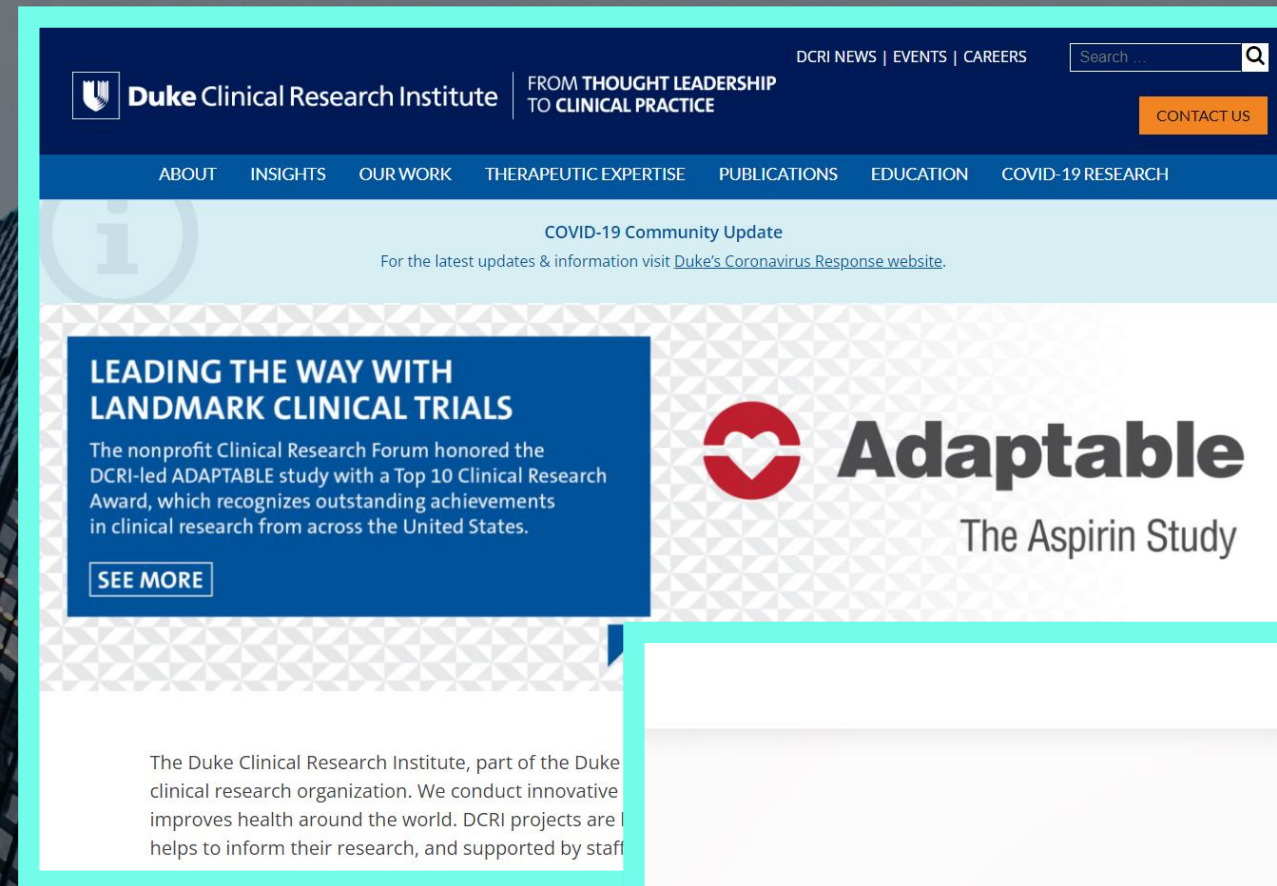 DCRI NEWS | EVENTS | CAREERS
Search ...
Duke Clinical Research Institute
FROM THOUGHT LEADERSHIP
TO CLINICAL PRACTICE
CONTACT US
ABOUT INSIGHTS OUR WORK THERAPEUTIC EXPERTISE PUBLICATIONS EDUCATION COVID-19 RESEARCH
COVID-19 Community Update
For the latest updates & information visit Duke's Coronavirus Response website.
LEADING THE WAY WITH
LANDMARK CLINICAL TRIALS
The nonprofit Clinical Research Forum honored the
DCRI-led ADAPTABLE study with a Top 10 Clinical Research
Award, which recognizes outstanding achievements
in clinical research from across the United States.
SEE MORE
Adaptable
The Aspirin Study
The Duke Clinical Research Institute, part of the Duke
clinical research organization. We conduct innovative
improves health around the world. DCRI projects are
helps to inform their research, and supported by staff